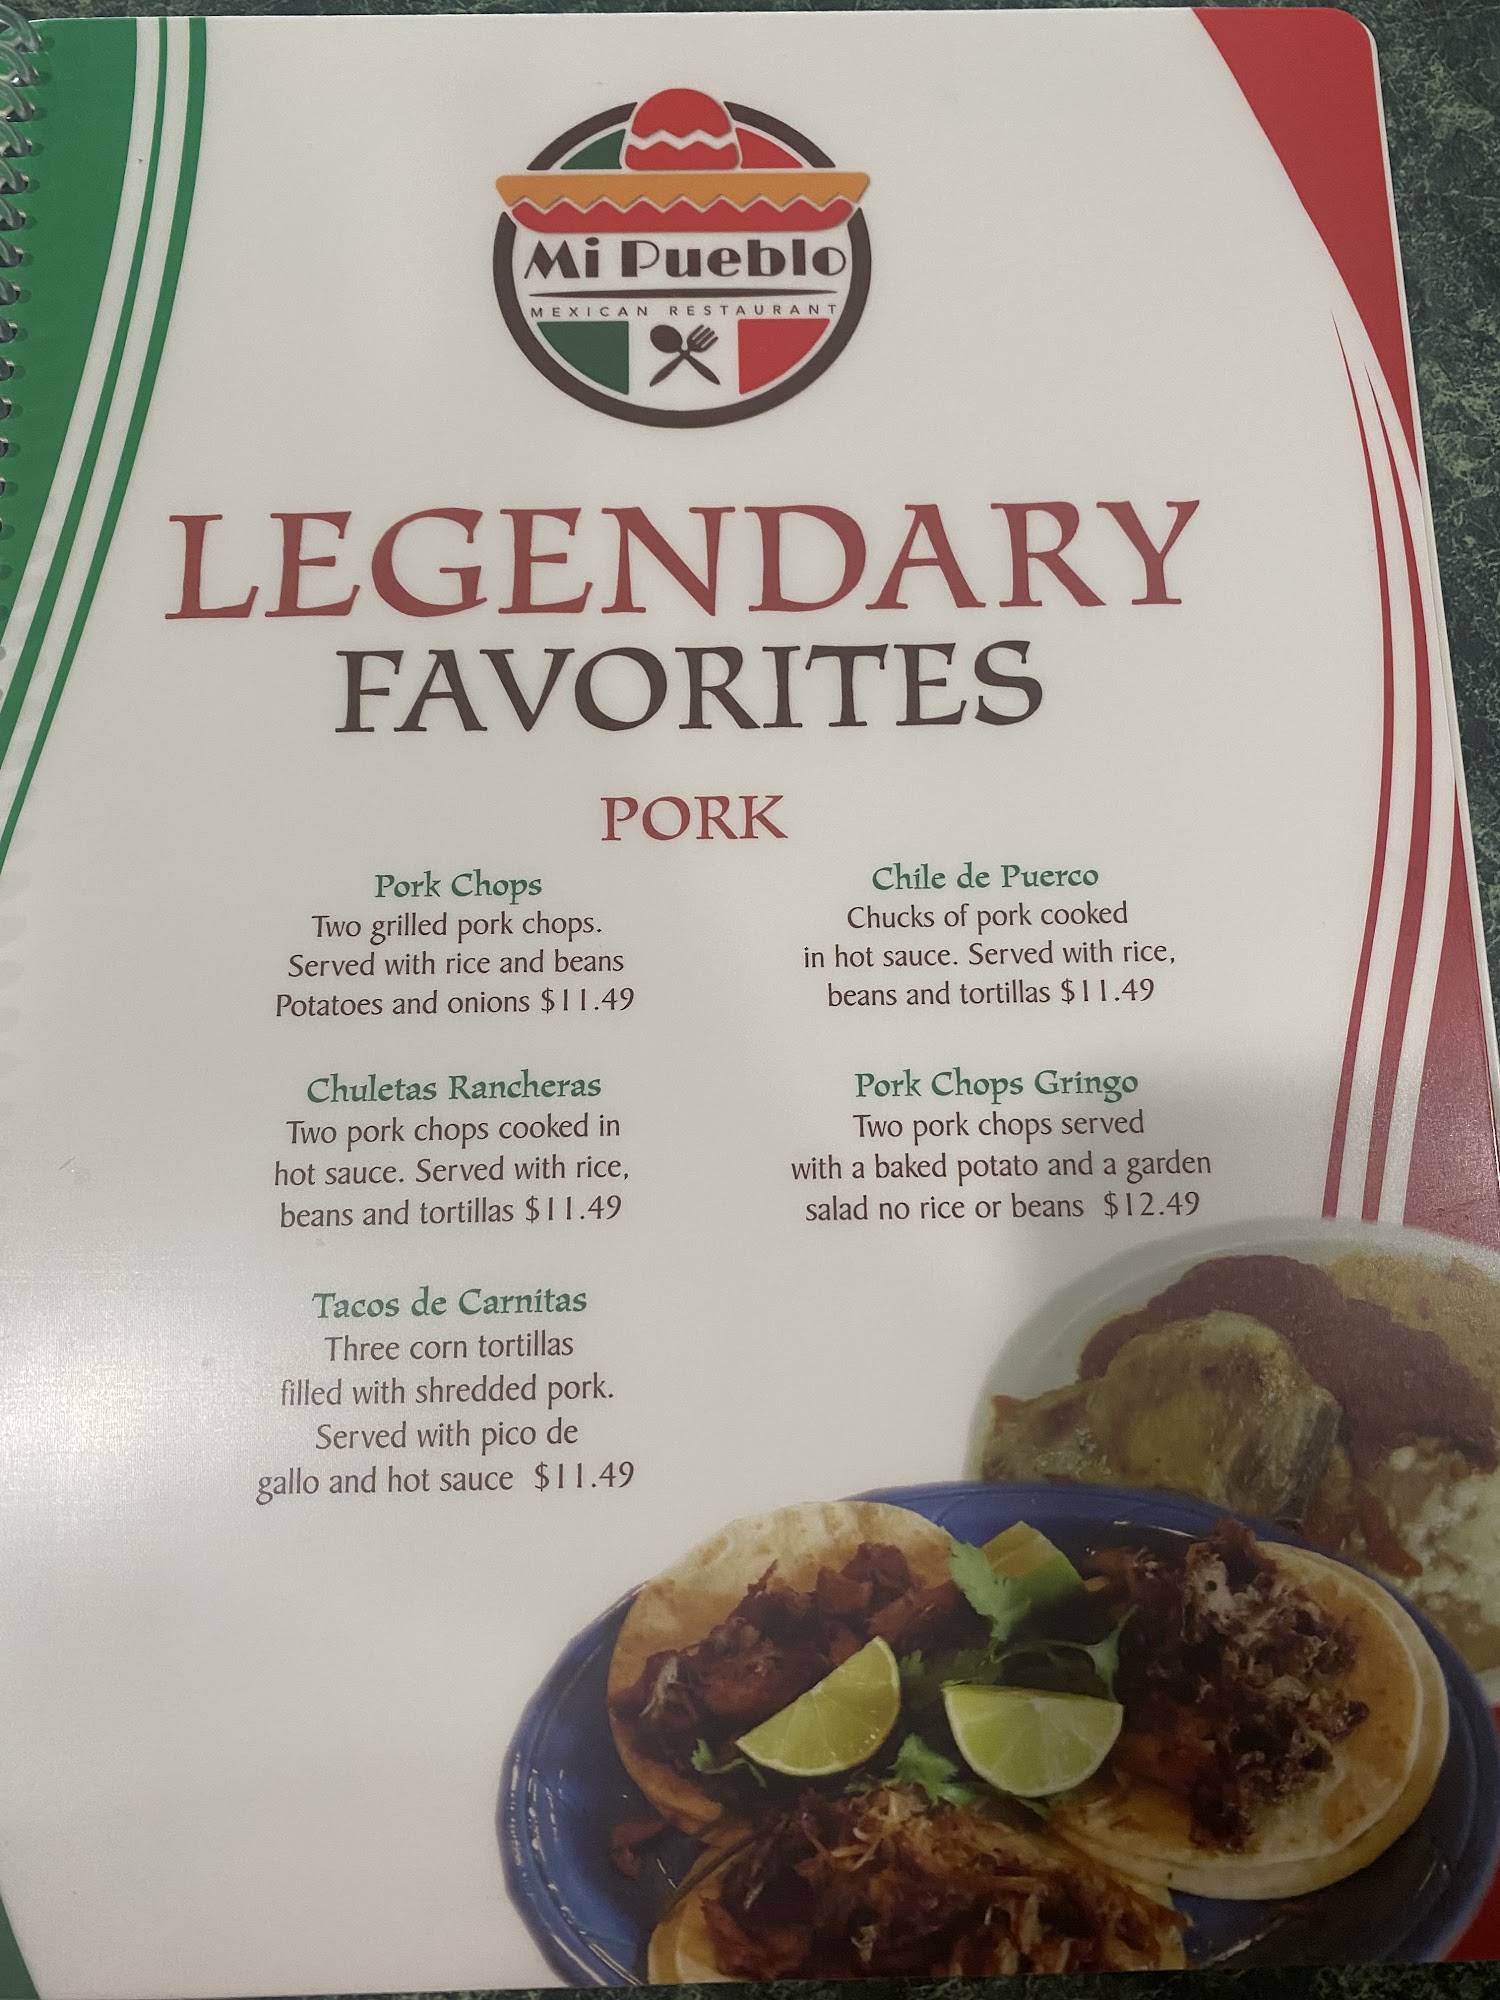 Mi Pueblo
MEXICAN RESTAURANT
LEGENDARY
FAVORITES
PORK
Pork Chops
Two grilled pork chops.
Served with rice and beans
Potatoes and onions $11.49
Chuletas Rancheras
Two pork chops cooked in
hot sauce. Served with rice,
beans and tortillas $11.49
Tacos de Carnitas
Three corn tortillas
filled with shredded pork.
Served with pico de
gallo and hot sauce $11.49
Chile de Puerco
Chucks of pork cooked
in hot sauce. Served with rice,
beans and tortillas $11.49
Pork Chops Gringo
Two pork chops served
with a baked potato and a garden
salad no rice or beans $12.49